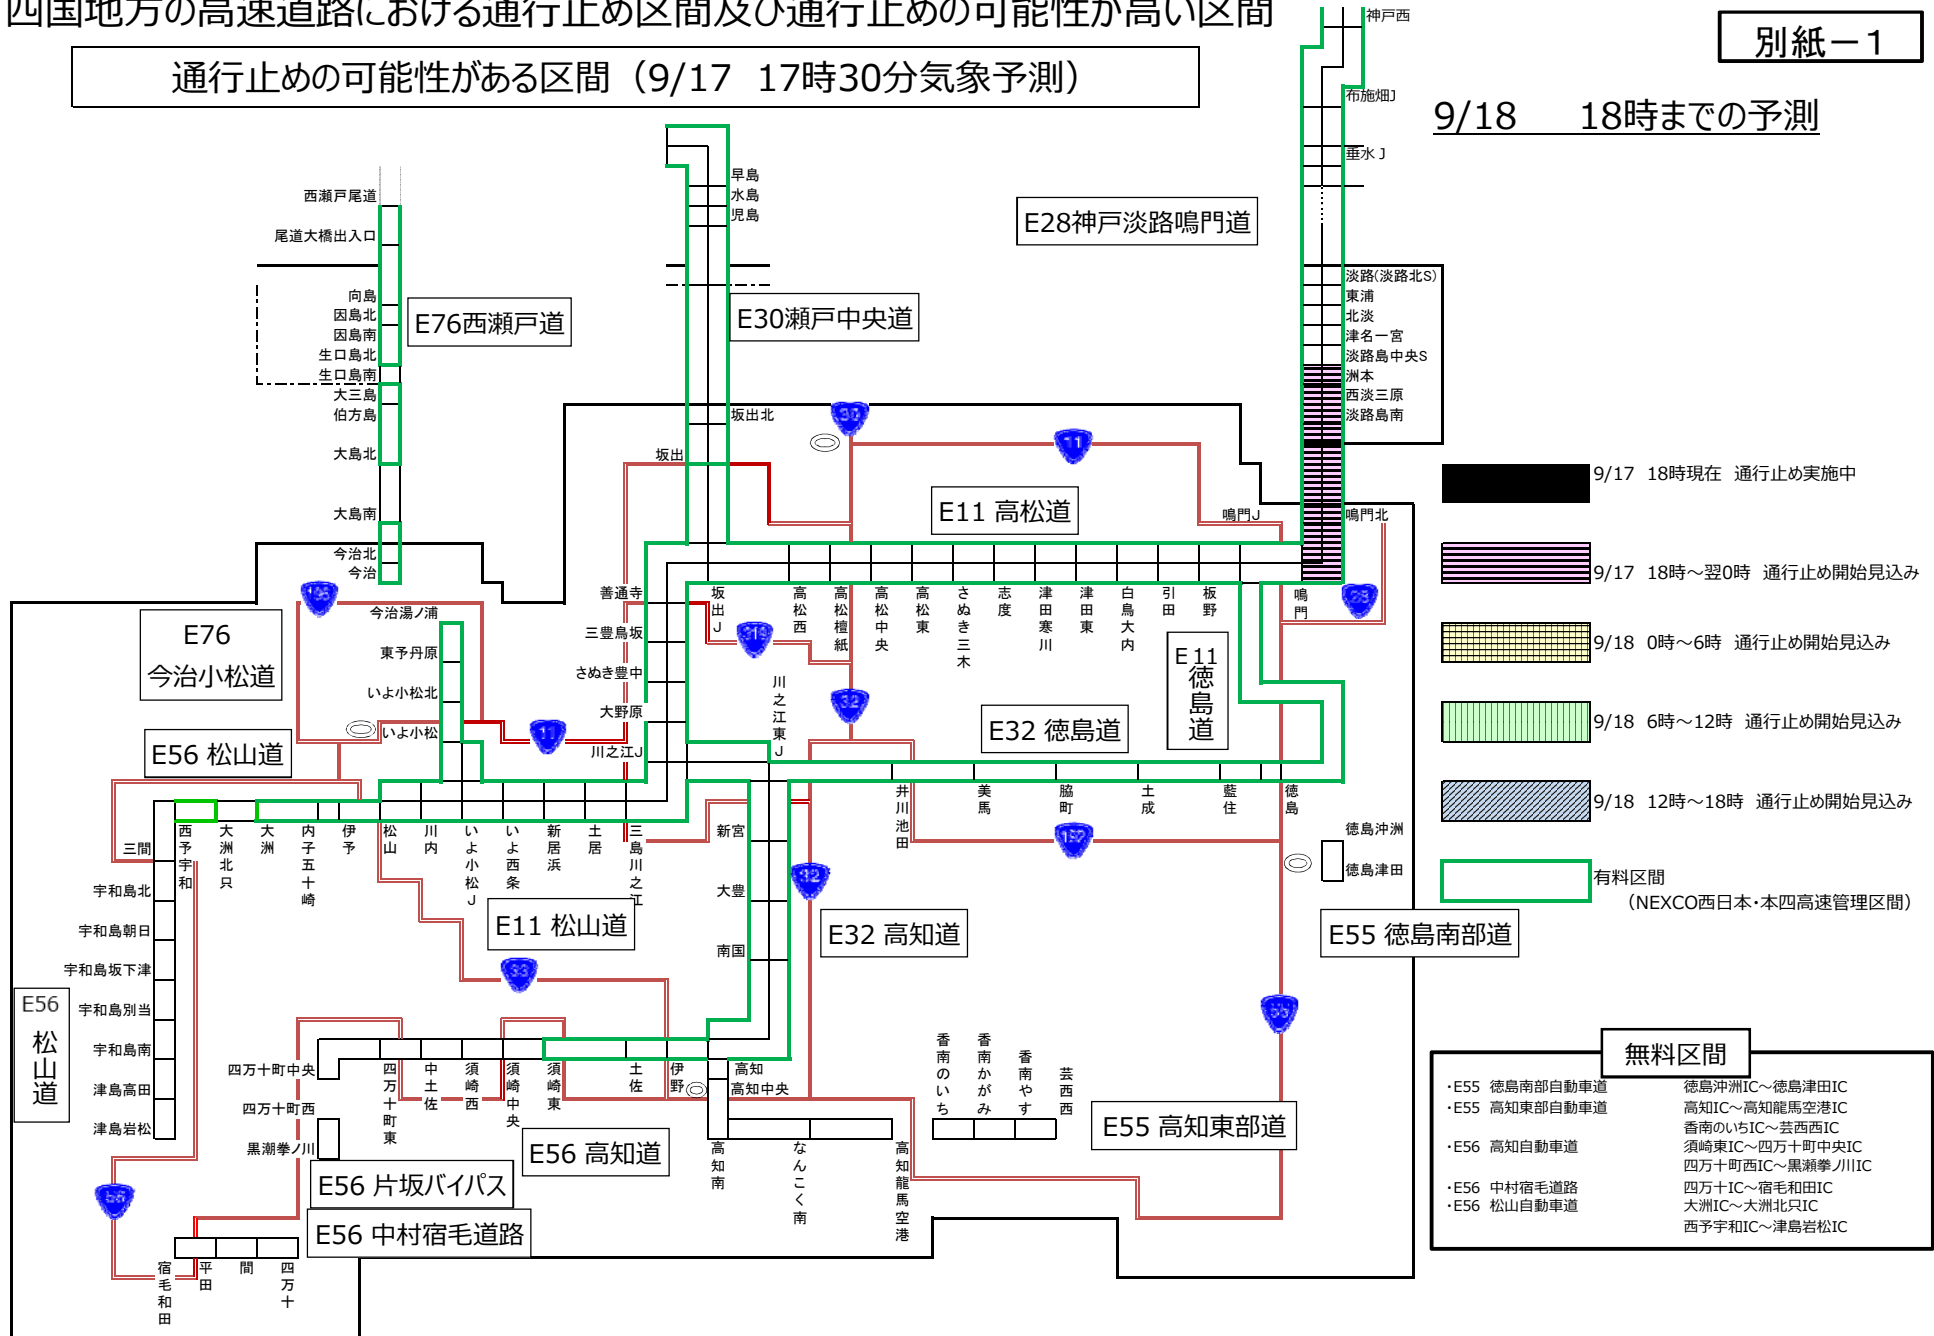 四国地方の高速道路における通行止め区間及び通行止めの可能性が高い区間
別紙－1
通行止めの可能性がある区間（9/17 17時30分気象予測）
9/18 18時までの予測
神戸西
布施畑J
垂水J
早島
水島
児島
西瀬戸尾道
尾道大橋出入口
向島
因島北
因島南
生口島北
生口島南
大三島
伯方島
大島北
大島南
今治北
今治
E76西瀬戸道
E30瀬戸中央道
E28神戸淡路鳴門道
淡路(淡路北S)
東浦
北淡
津名一宮
淡路島中央S
洲本
西淡三原
淡路島南
坂出北
坂出
30
11
E11 高松道
鳴門J
鳴門北
9/17 18時現在 通行止め実施中
9/17 18時～翌0時 通行止め開始見込み
9/18 0時～6時 通行止め開始見込み
9/18 6時～12時 通行止め開始見込み
9/18 12時～18時 通行止め開始見込み
有料区間
（NEXCO西日本・本四高速管理区間）
善通寺
三豊鳥坂
さぬき豊中
大野原
川之江J
坂出J
高松西
高松檀紙
高松中央
高松東
さぬき三木
志度
津田寒川
津田東
白鳥大内
引田
板野
鳴門
E11
徳島道
川之江東J
32
E32 徳島道
E76
今治小松道
今治湯ノ浦
東予丹原
いよ小松北
いよ小松
11
E56 松山道
三間
西予宇和
大洲北只
大洲
内子五十崎
伊予
松山
川内
いよ小松J
いよ西条
新居浜
土居
三島川之江
新宮
大豊
南国
井川池田
美馬
脇町
土成
藍住
徳島
徳島沖洲
徳島津田
32
E11 松山道
E32 高知道
E55 徳島南部道
宇和島北
宇和島朝日
宇和島坂下津
宇和島別当
宇和島南
津島高田
津島岩松
E56
松山道
33
55
四万十町中央
四万十町西
黒潮拳ノ川
四万十町東
中土佐
須崎西
須崎中央
須崎東
土佐
伊野
高知
高知中央
高知南
なんこく南
高知龍馬空港
香南のいち
香南かがみ
香南やす
芸西西
E56 高知道
E55 高知東部道
E56 片坂バイパス
E56 中村宿毛道路
56
宿毛和田
平田
間
四万十
無料区間
・E55 徳島南部自動車道 徳島沖洲IC～徳島津田IC
・E55 高知東部自動車道 高知IC～高知龍馬空港IC
香南のいちIC～芸西西IC
・E56 高知自動車道 須崎東IC～四万十町中央IC
四万十町西IC～黒瀬拳ノ川IC
・E56 中村宿毛道路 四万十IC～宿毛和田IC
・E56 松山自動車道 大洲IC～大洲北只IC
西予宇和IC～津島岩松IC